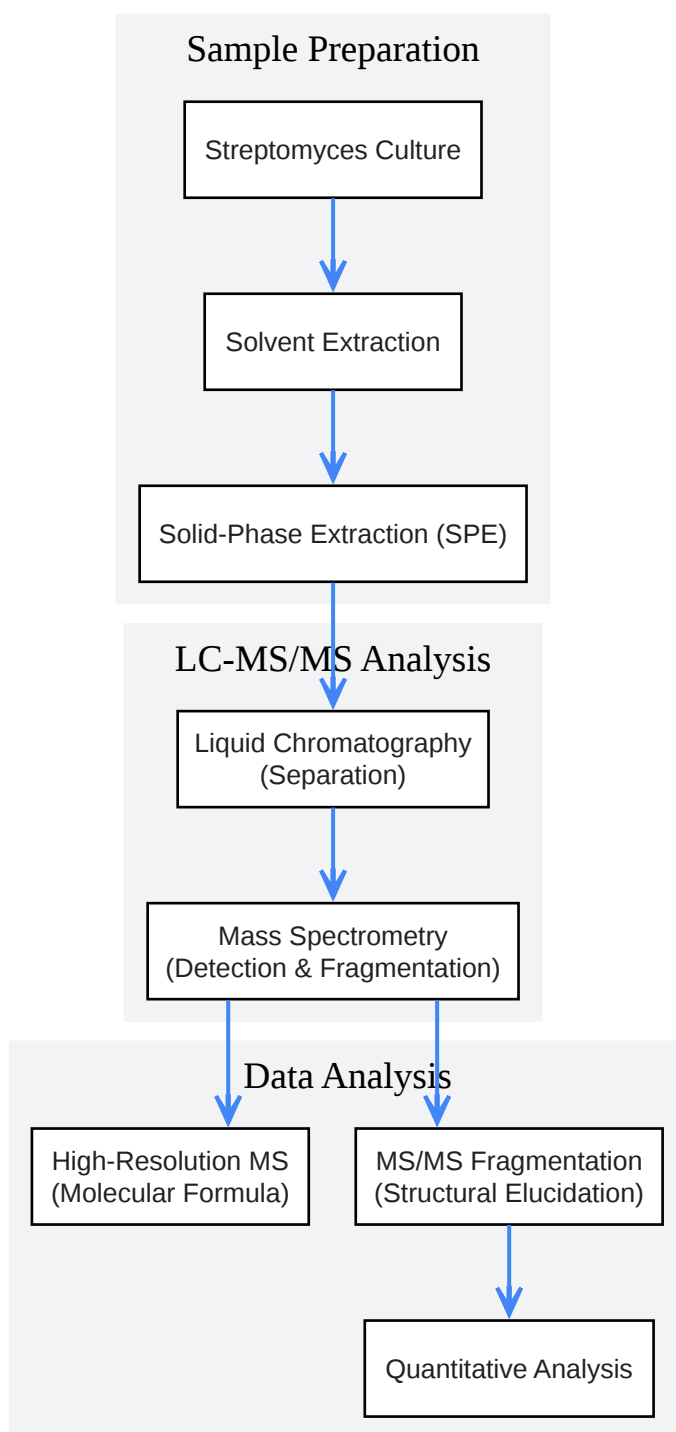 Sample Preparation
Streptomyces Culture
Solvent Extraction
Solid-Phase Extraction (SPE)
LC-MS/MS Analysis
Liquid Chromatography
(Separation)
Mass Spectrometry
(Detection & Fragmentation)
Data Analysis
High-Resolution MS
(Molecular Formula)
MS/MS Fragmentation
(Structural Elucidation)
Quantitative Analysis